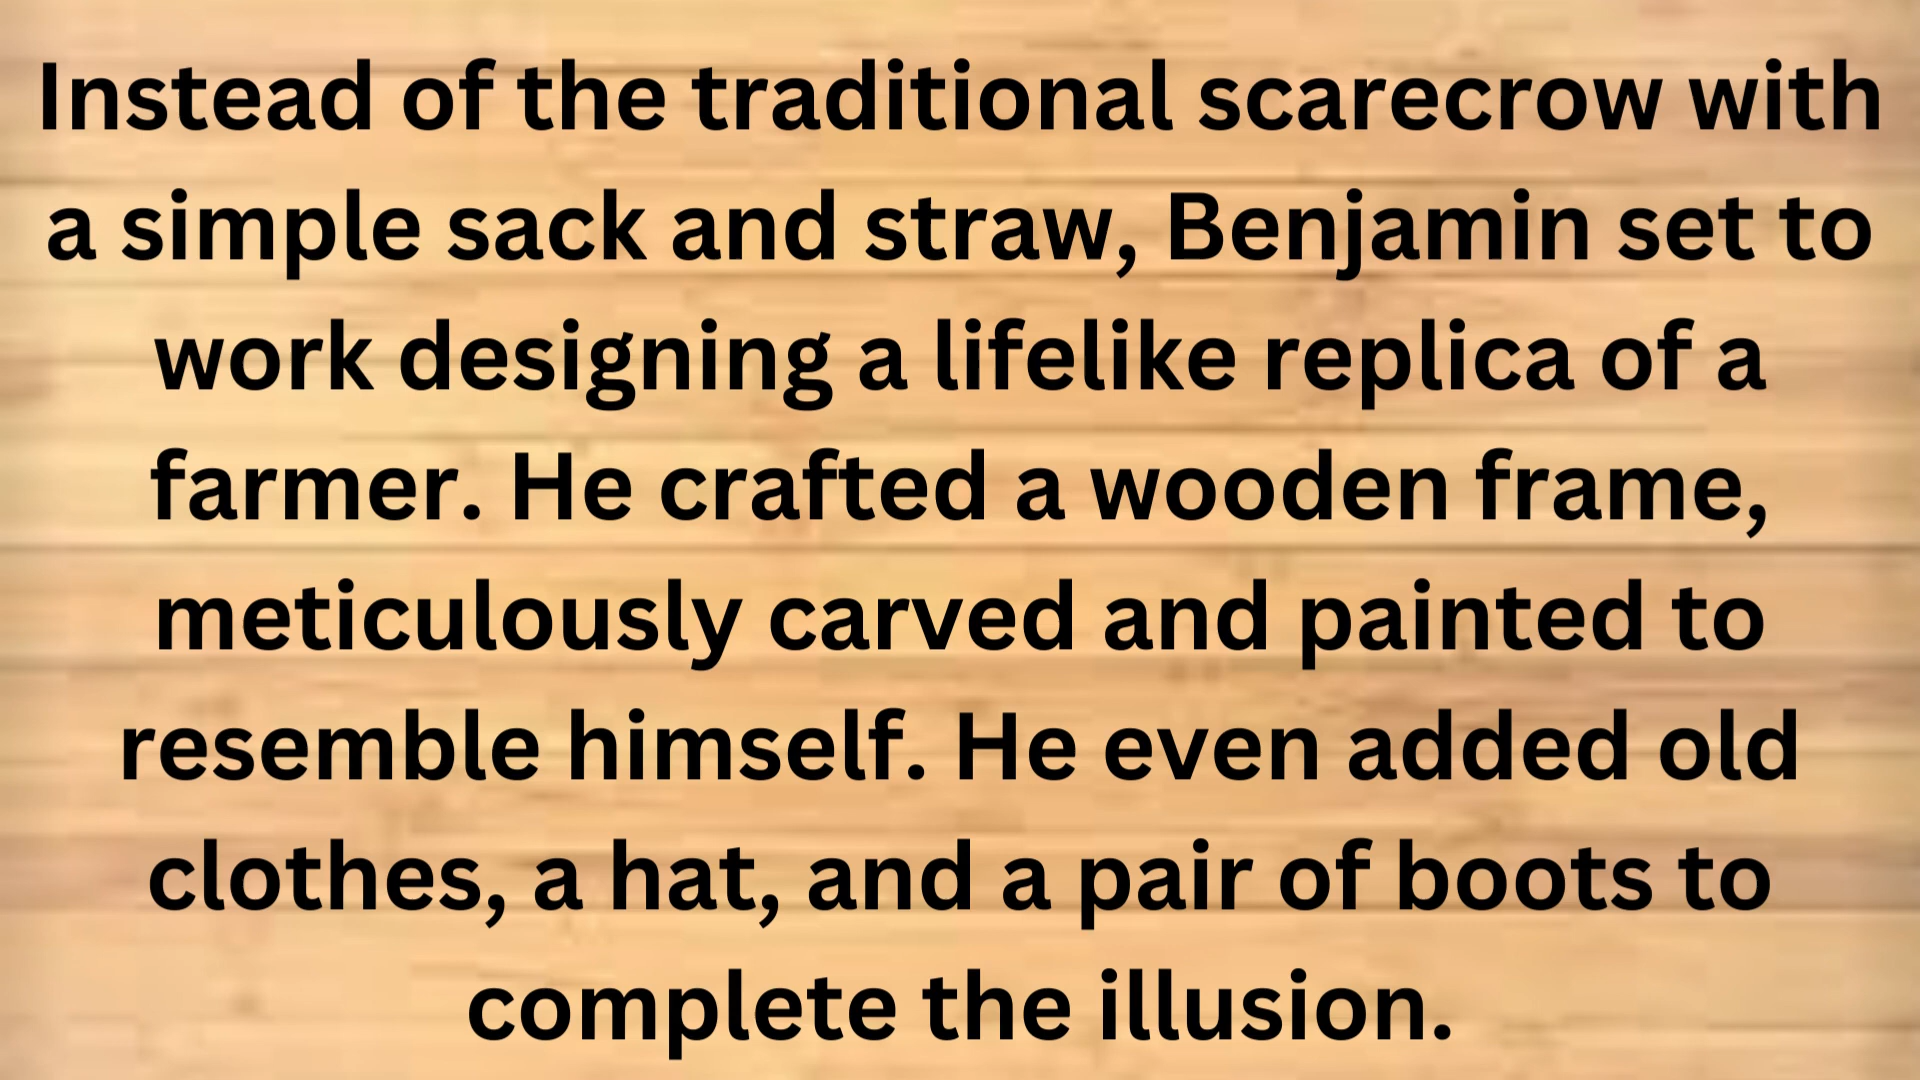 Instead of the traditional scarecrow with
a simple sack and straw, Benjamin set to
work designing a lifelike replica of a
farmer. He crafted a wooden frame,
meticulously carved and painted to
resemble himself. He even added old
clothes, a hat, and a pair of boots to
complete the illusion.